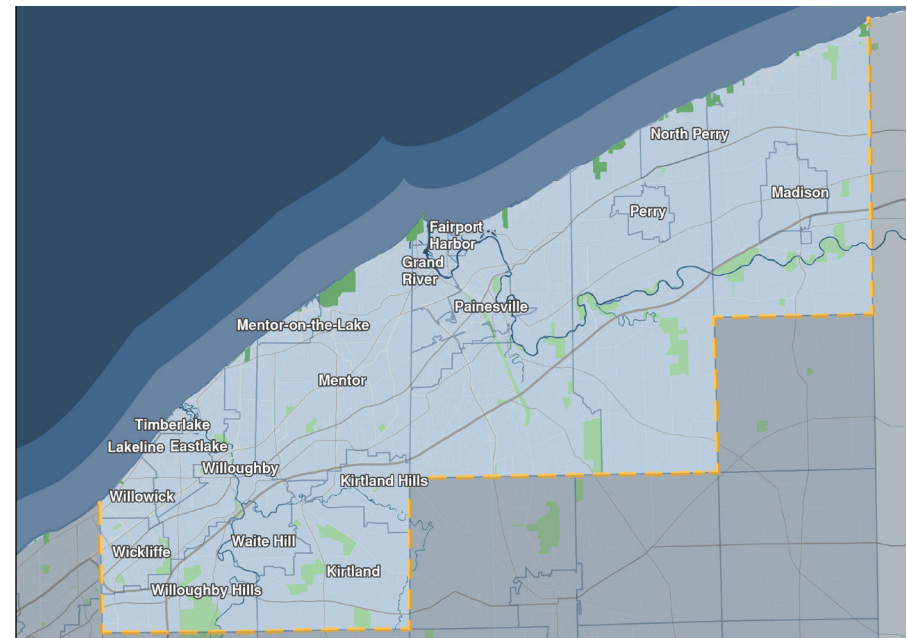 North Perry
Madison
Perry
Fairport
Harbor
Grand
River
Painesville
Mentor-on-the-Lake
Mentor
Timberlake
Lakeline
Eastlake
Willoughby
Kirtland Hills
Willowick
Waite Hill
Wickliffe
Kirtland
Willoughby Hills